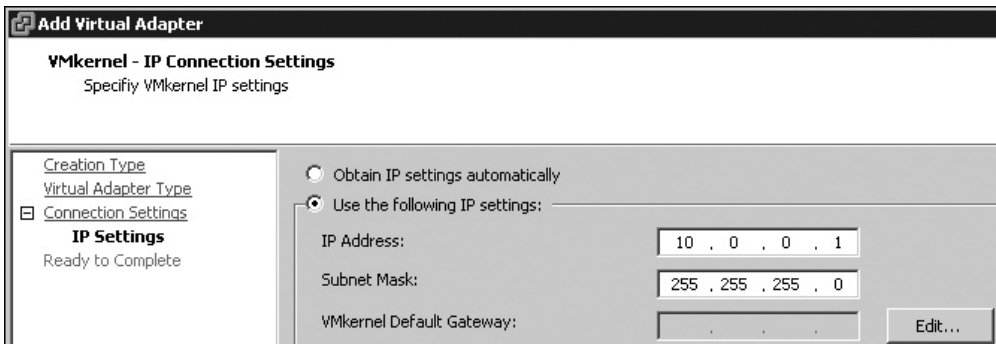 Add Virtual Adapter
VMkernel - IP Connection Settings
Specifiy VMkernel IP settings
Creation Type
Virtual Adapter Type
Connection Settings
IP Settings
Ready to Complete
Obtain IP settings automatically
Use the following IP settings:
IP Address: 10 . 0 . 0 . 1
Subnet Mask: 255 . 255 . 255 . 0
VMkernel Default Gateway: . . . Edit...